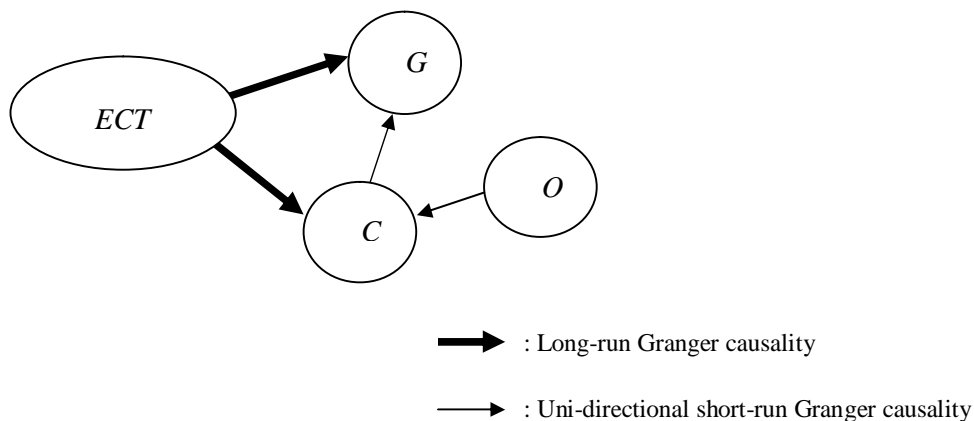 G
ECT
O
C
: Long-run Granger causality
: Uni-directional short-run Granger causality